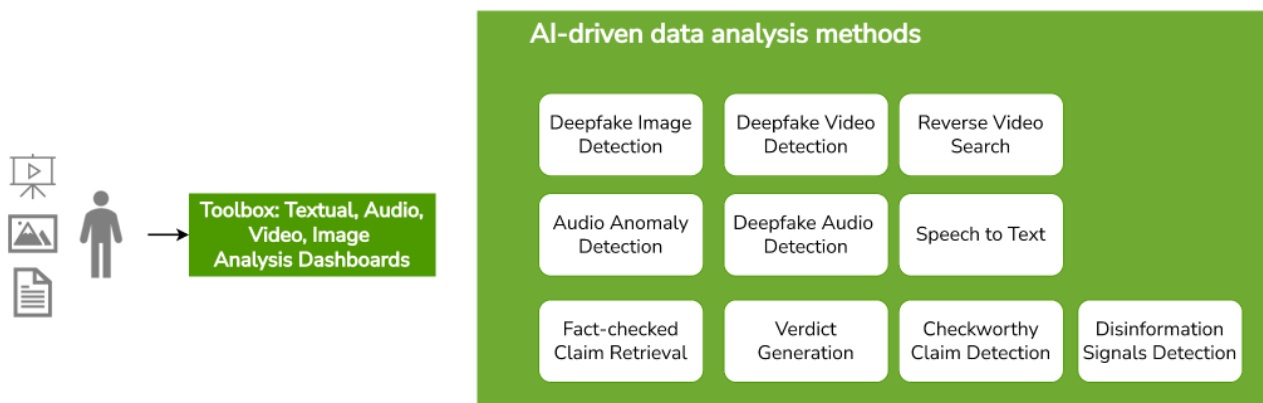 AI-driven data analysis methods
Deepfake Image
Detection
Deepfake Video
Detection
Reverse Video
Search
Toolbox: Textual, Audio,
Video, Image
Analysis Dashboards
Audio Anomaly
Detection
Deepfake Audio
Detection
Speech to Text
Fact-checked
Claim Retrieval
Verdict
Generation
Checkworthy
Claim Detection
Disinformation
Signals Detection